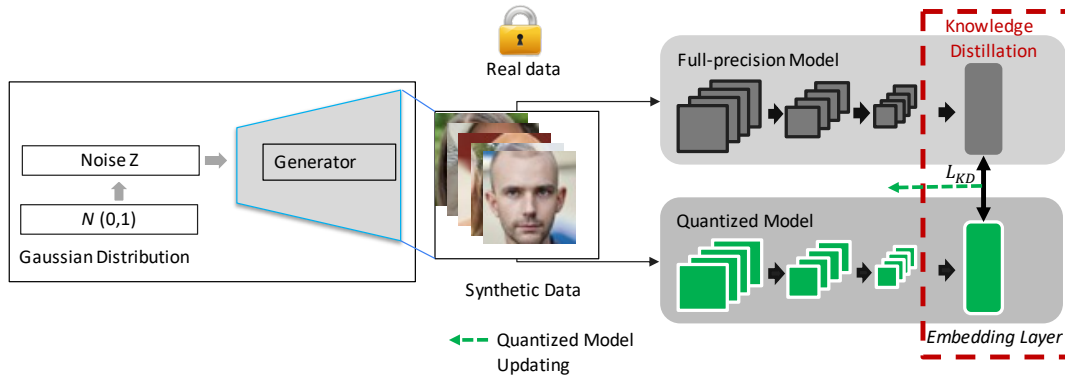 Real data
Knowledge
Distillation
Full-precision Model
Generator
Noise Z
N (0,1)
Gaussian Distribution
L_KD
Quantized Model
Synthetic Data
Quantized Model
Updating
Embedding Layer